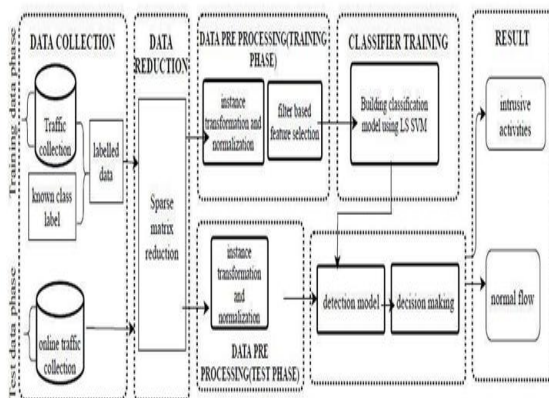 Training data phase
Test data phase
DATA COLLECTION
Traffic
collection
known class
label
labelled
data
online traffic
collection
DATA
REDUCTION
Sparse
matrix
reduction
DATA PRE PROCESSING(TRAINING
PHASE)
instance
transformation and
normalization
filter based
feature selection
CLASSIFIER TRAINING
Building classification
model using LS SVM
instance
transformation
and
normalization
DATA PRE
PROCESSING(TEST PHASE)
detection model
decision making
RESULT
intrusive
activities
normal flow